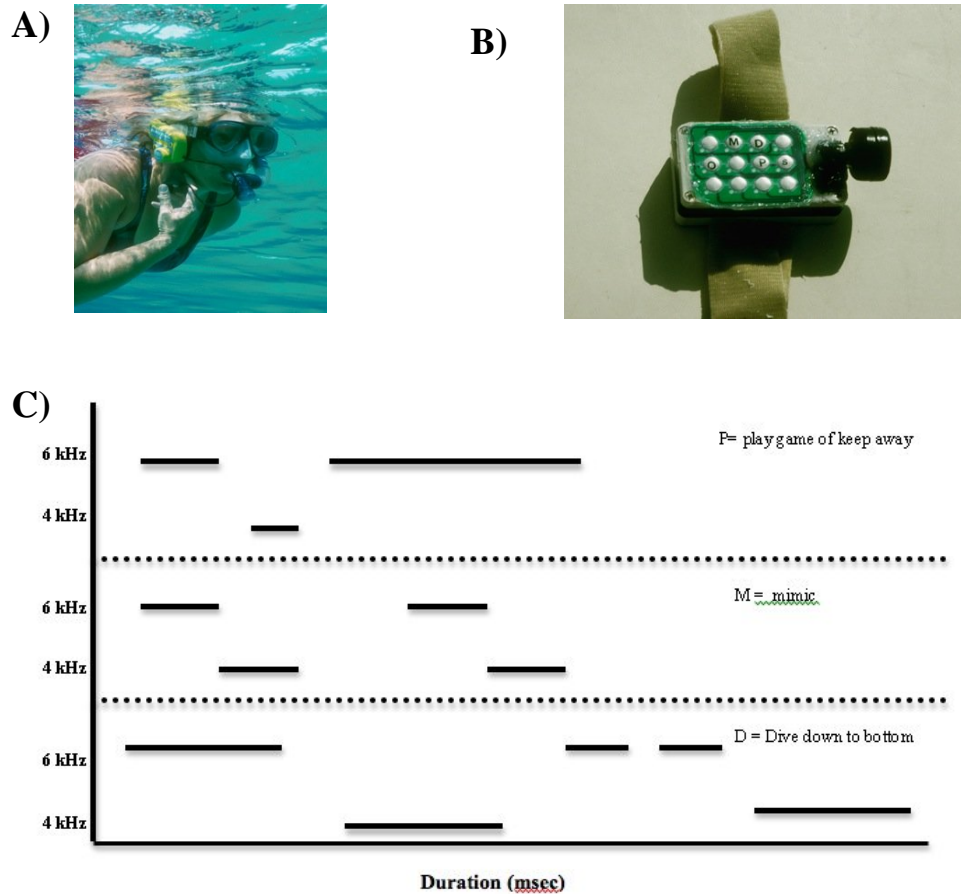 A)
B)
M D
O P S
C)
P= play game of keep away
6 kHz
4 kHz
M = mimic
6 kHz
4 kHz
D = Dive down to bottom
6 kHz
4 kHz
Duration (msec)